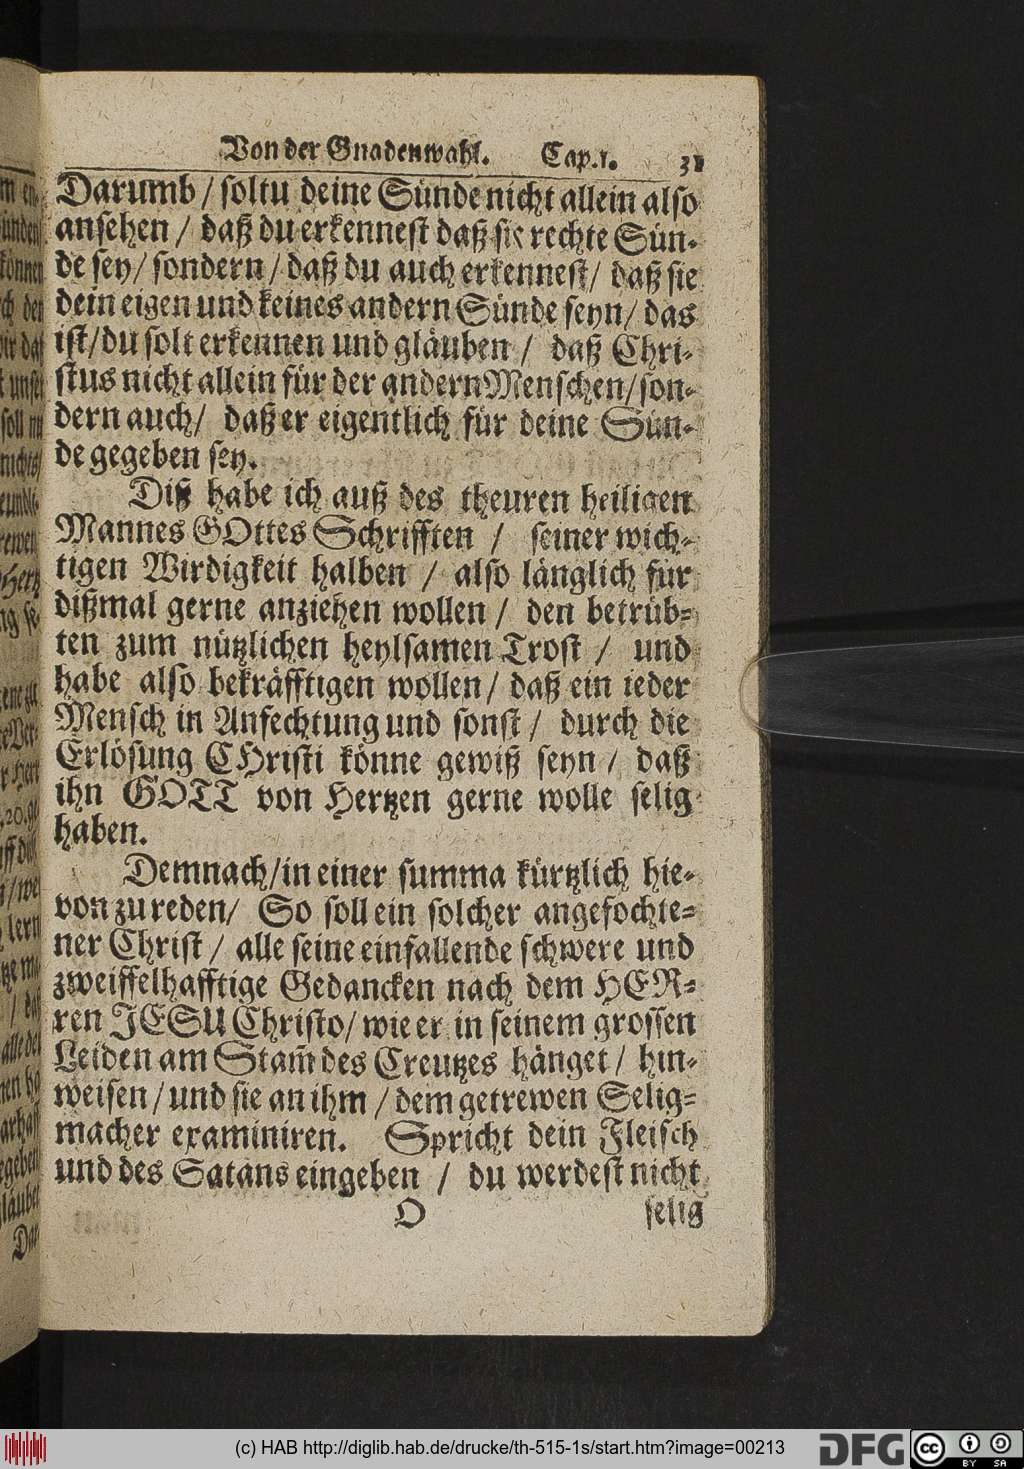 Von der Gnadenwahl. Cap. 1. 31
Darumb / soltu deine Sünde nicht allein also
ansehen / daß du erkennest daß sie rechte Sün-
de sey / sondern / daß du auch erkennest / daß sie
dein eigen und keines andern Sünde seyn / das
ist / du solt erkennen und gläuben / daß Chri-
stus nicht allein für der andern Menschen / son-
dern auch / daß er eigentlich für deine Sün-
de gegeben sey.
Diß habe ich auß des theuren heiligen
Mannes GOttes Schrifften / seiner wich-
tigen Wirdigkeit halben / also länglich für
dißmal gerne anziehen wollen / den betrüb-
ten zum nützlichen heylsamen Trost / und
habe also bekräfftigen wollen / daß ein ieder
Mensch in Anfechtung und sonst / durch die
Erlösung CHristi könne gewiß seyn / daß
ihn GOTT von Hertzen gerne wolle selig
haben.
Demnach / in einer summa kürtzlich hie-
von zu reden / So soll ein solcher angefochte-
ner Christ / alle seine einfallende schwere und
zweiffelhafftige Gedancken nach dem HER-
ren JESU Christo / wie er in seinem grossen
Leiden am Stam̃ des Creutzes hänget / hin-
weisen / und sie an ihm / dem getrewen Selig-
macher examiniren. Spricht dein Fleisch
und des Satans eingeben / du werdest nicht
O selig
(c) HAB http://diglib.hab.de/drucke/th-515-1s/start.htm?image=00213
DFG
cc BY SA